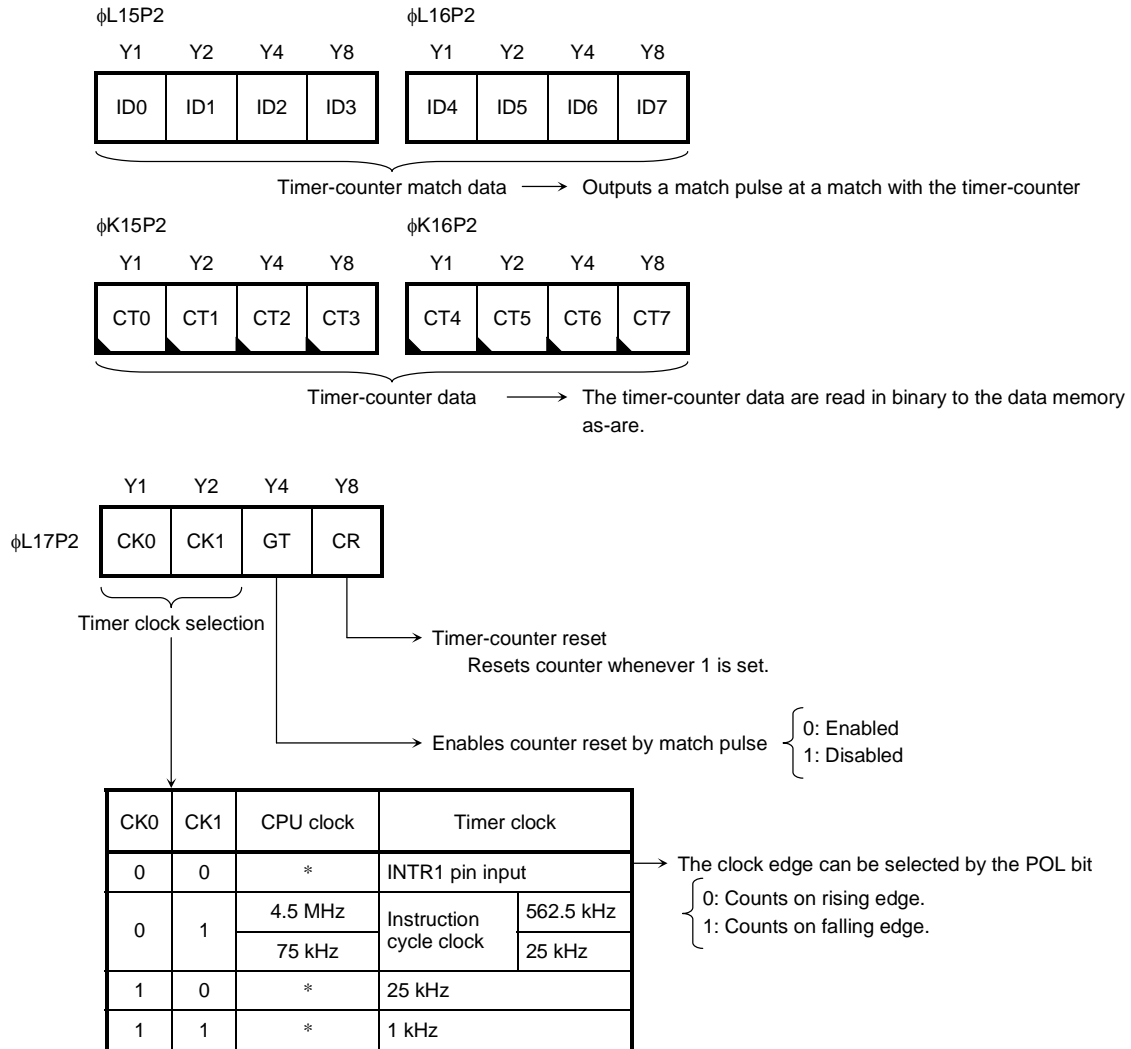 ϕL15P2 ϕL16P2
Y1 Y2 Y4 Y8 Y1 Y2 Y4 Y8
ID0 ID1 ID2 ID3 ID4 ID5 ID6 ID7
Timer-counter match data → Outputs a match pulse at a match with the timer-counter
ϕK15P2 ϕK16P2
Y1 Y2 Y4 Y8 Y1 Y2 Y4 Y8
CT0 CT1 CT2 CT3 CT4 CT5 CT6 CT7
Timer-counter data → The timer-counter data are read in binary to the data memory
as-are.
Y1 Y2 Y4 Y8
ϕL17P2 CK0 CK1 GT CR
Timer clock selection
Timer-counter reset
Resets counter whenever 1 is set.
Enables counter reset by match pulse
0: Enabled
1: Disabled
CK0 CK1 CPU clock Timer clock
0 0 * INTR1 pin input
0 1 4.5 MHz Instruction cycle clock 562.5 kHz
75 kHz 25 kHz
1 0 * 25 kHz
1 1 * 1 kHz
The clock edge can be selected by the POL bit
0: Counts on rising edge.
1: Counts on falling edge.